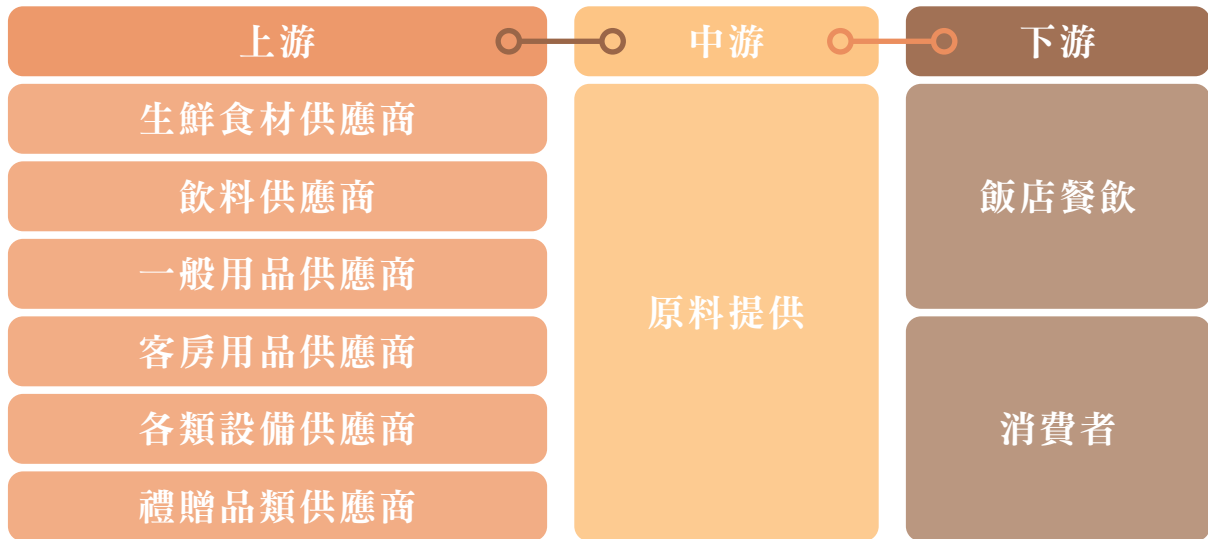 上游
中游
下游
生鮮食材供應商
飲料供應商
一般用品供應商
客房用品供應商
各類設備供應商
禮贈品類供應商
原料提供
飯店餐飲
消費者